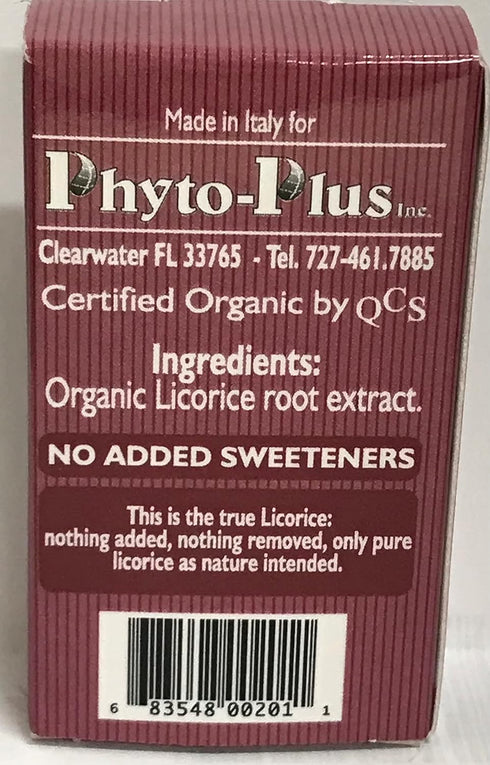 Made in Italy for
Phyto-Plus Inc.
Clearwater FL 33765 - Tel. 727-461.7885
Certified Organic by QCS
Ingredients:
Organic Licorice root extract.
NO ADDED SWEETENERS
This is the true Licorice:
nothing added, nothing removed, only pure
licorice as nature intended.
6 83548 00201 1